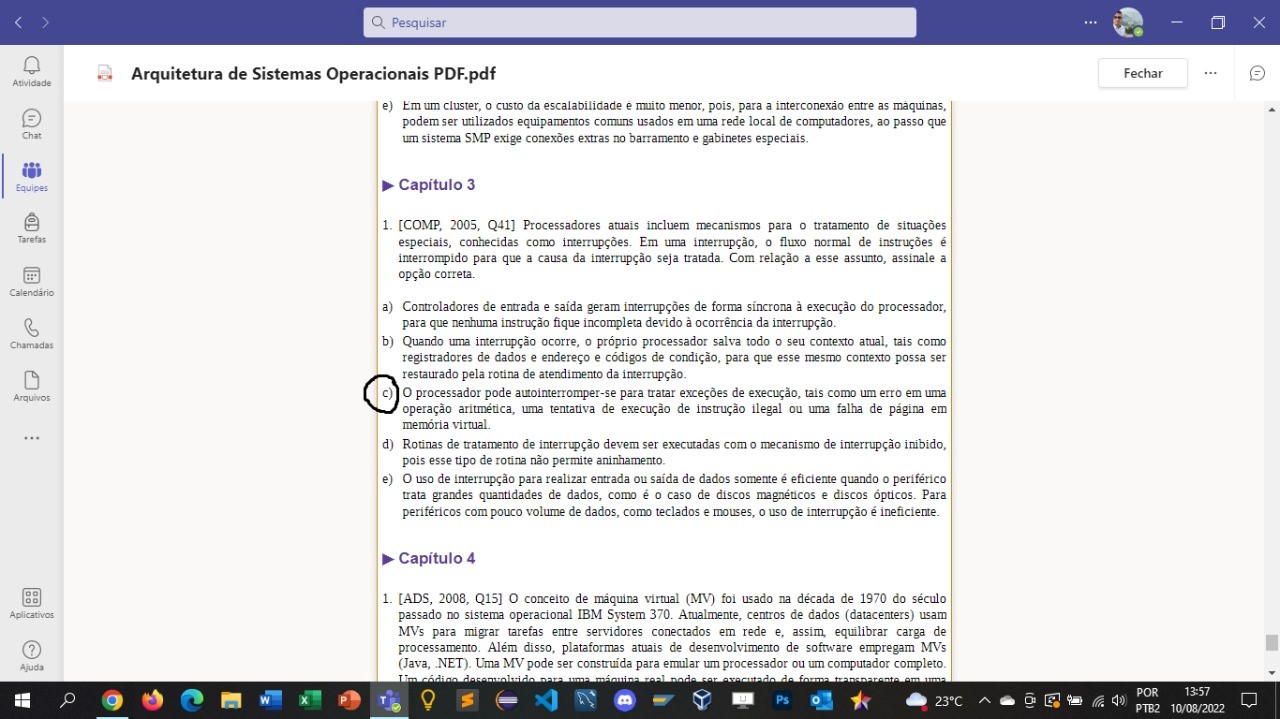 Pesquisar
Arquitetura de Sistemas Operacionais PDF.pdf
Fechar
Atividade
Chat
Equipes
Tarefas
Calendário
Chamadas
Arquivos
Aplicativos
Ajuda
e) Em um cluster, o custo da escalabilidade é muito menor, pois, para a interconexão entre as máquinas,
podem ser utilizados equipamentos comuns usados em uma rede local de computadores, ao passo que
um sistema SMP exige conexões extras no barramento e gabinetes especiais.
▶ Capítulo 3
1. [COMP, 2005, Q41] Processadores atuais incluem mecanismos para o tratamento de situações
especiais, conhecidas como interrupções. Em uma interrupção, o fluxo normal de instruções é
interrompido para que a causa da interrupção seja tratada. Com relação a esse assunto, assinale a
opção correta.
a) Controladores de entrada e saída geram interrupções de forma síncrona à execução do processador,
para que nenhuma instrução fique incompleta devido à ocorrência da interrupção.
b) Quando uma interrupção ocorre, o próprio processador salva todo o seu contexto atual, tais como
registradores de dados e endereço e códigos de condição, para que esse mesmo contexto possa ser
restaurado pela rotina de atendimento da interrupção.
c) O processador pode autointerromper-se para tratar exceções de execução, tais como um erro em uma
operação aritmética, uma tentativa de execução de instrução ilegal ou uma falha de página em
memória virtual.
d) Rotinas de tratamento de interrupção devem ser executadas com o mecanismo de interrupção inibido,
pois esse tipo de rotina não permite aninhamento.
e) O uso de interrupção para realizar entrada ou saída de dados somente é eficiente quando o periférico
trata grandes quantidades de dados, como é o caso de discos magnéticos e discos ópticos. Para
periféricos com pouco volume de dados, como teclados e mouses, o uso de interrupção é ineficiente.
▶ Capítulo 4
1. [ADS, 2008, Q15] O conceito de máquina virtual (MV) foi usado na década de 1970 do século
passado no sistema operacional IBM System 370. Atualmente, centros de dados (datacenters) usam
MVs para migrar tarefas entre servidores conectados em rede e, assim, equilibrar carga de
processamento. Além disso, plataformas atuais de desenvolvimento de software empregam MVs
(Java, .NET). Uma MV pode ser construída para emular um processador ou um computador completo.
Um código desenvolvido para uma máquina real pode ser executado de forma transparente em uma
23°C
POR
PTB2
13:57
10/08/2022